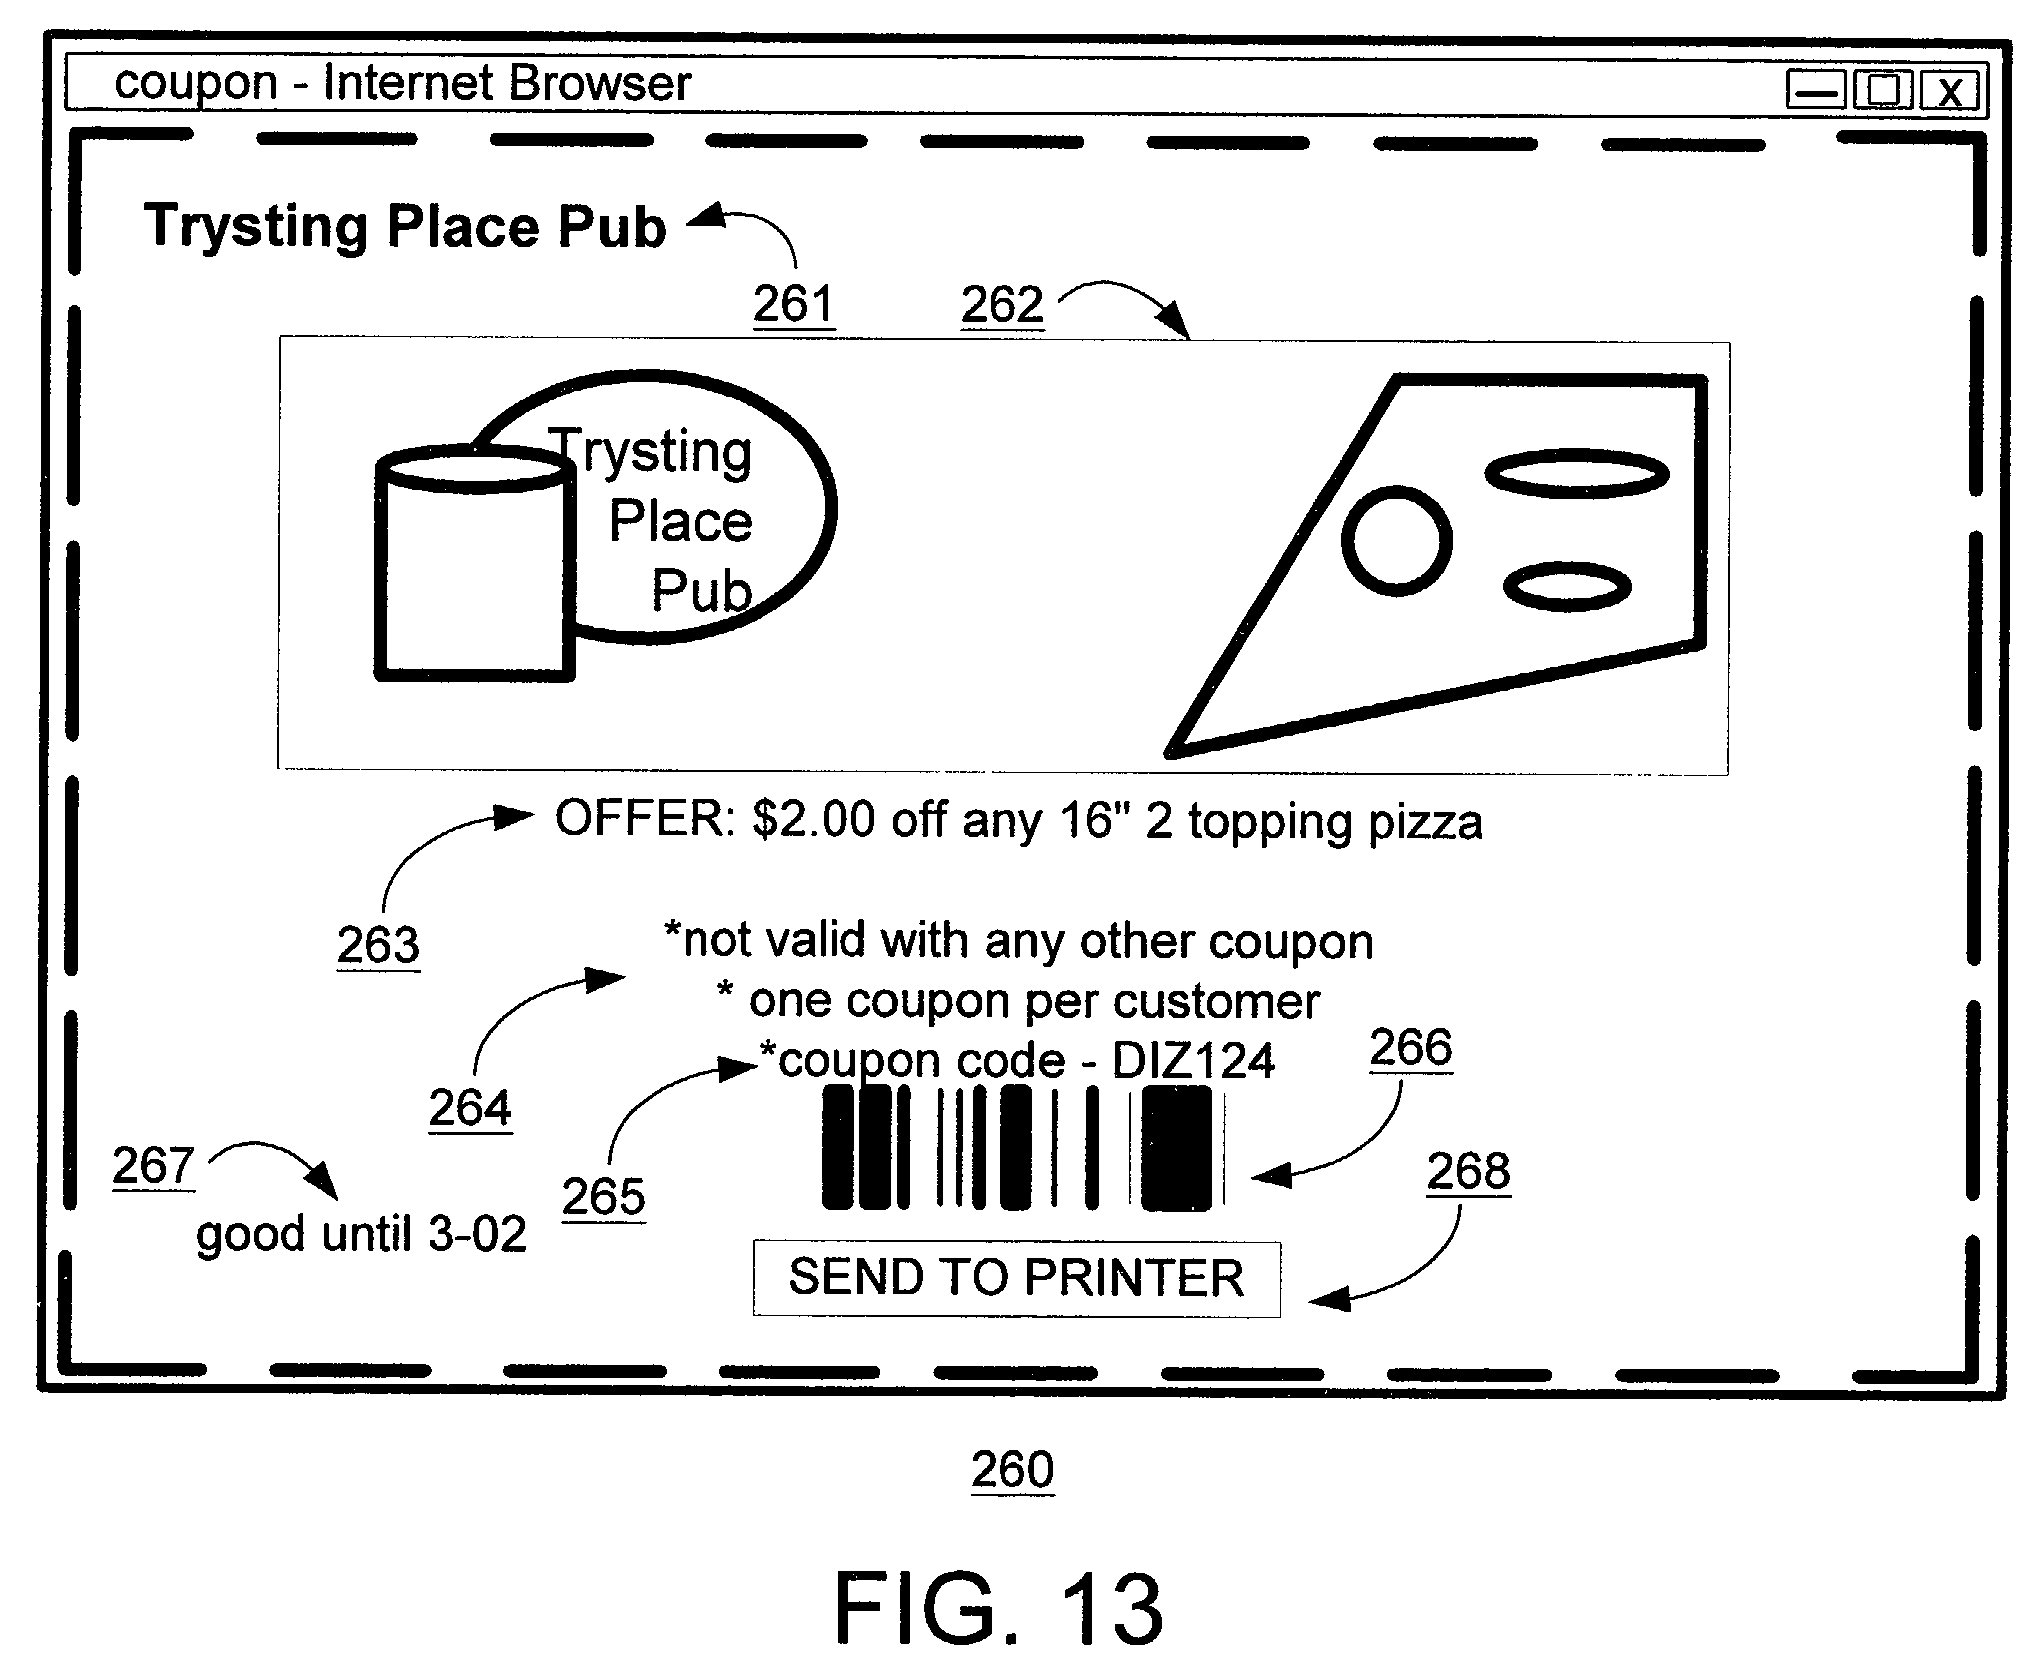 coupon - Internet Browser
X
Trysting Place Pub
261
262
Trysting
Place
Pub
OFFER: $2.00 off any 16" 2 topping pizza
263
*not valid with any other coupon
* one coupon per customer
*coupon code - DIZ124
264
265
266
267
268
good until 3-02
SEND TO PRINTER
260
FIG. 13